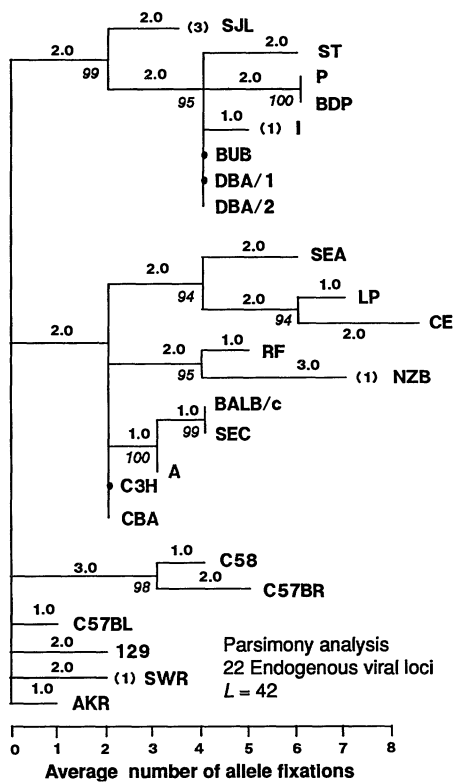 2.0
(3) SJL
2.0
99
2.0
ST
2.0
95
2.0
P
100
BDP
1.0
(1) I
BUB
DBA/1
DBA/2
2.0
SEA
2.0
94
2.0
1.0
LP
94
2.0
CE
2.0
2.0
1.0
RF
95
3.0
(1) NZB
1.0
BALB/c
99
SEC
1.0
100
A
C3H
CBA
3.0
1.0
C58
98
2.0
C57BR
1.0
C57BL
2.0
129
2.0
(1) SWR
1.0
AKR
Parsimony analysis
22 Endogenous viral loci
L = 42
0 1 2 3 4 5 6 7 8
Average number of allele fixations